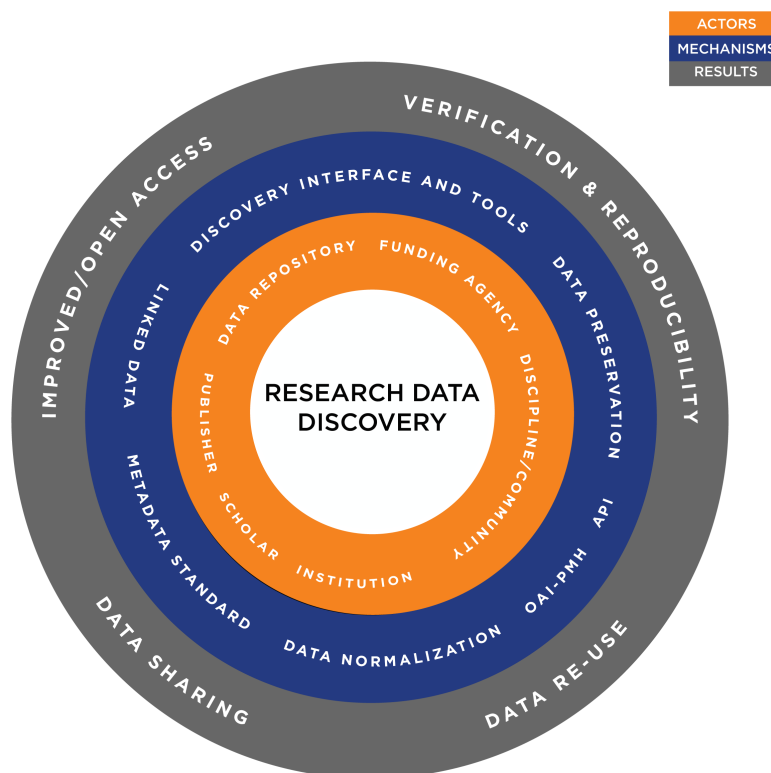 ACTORS
MECHANISMS
RESULTS
VERIFICATION & REPRODUCIBILITY
IMPROVED/OPEN ACCESS
DATA SHARING
DATA RE-USE
DISCOVERY INTERFACE AND TOOLS
DATA PRESERVATION
API
OAI-PMH
DATA NORMALIZATION
METADATA STANDARD
LINKED DATA
DATA REPOSITORY
FUNDING AGENCY
DISCIPLINE/COMMUNITY
INSTITUTION
SCHOLAR
PUBLISHER
RESEARCH DATA
DISCOVERY